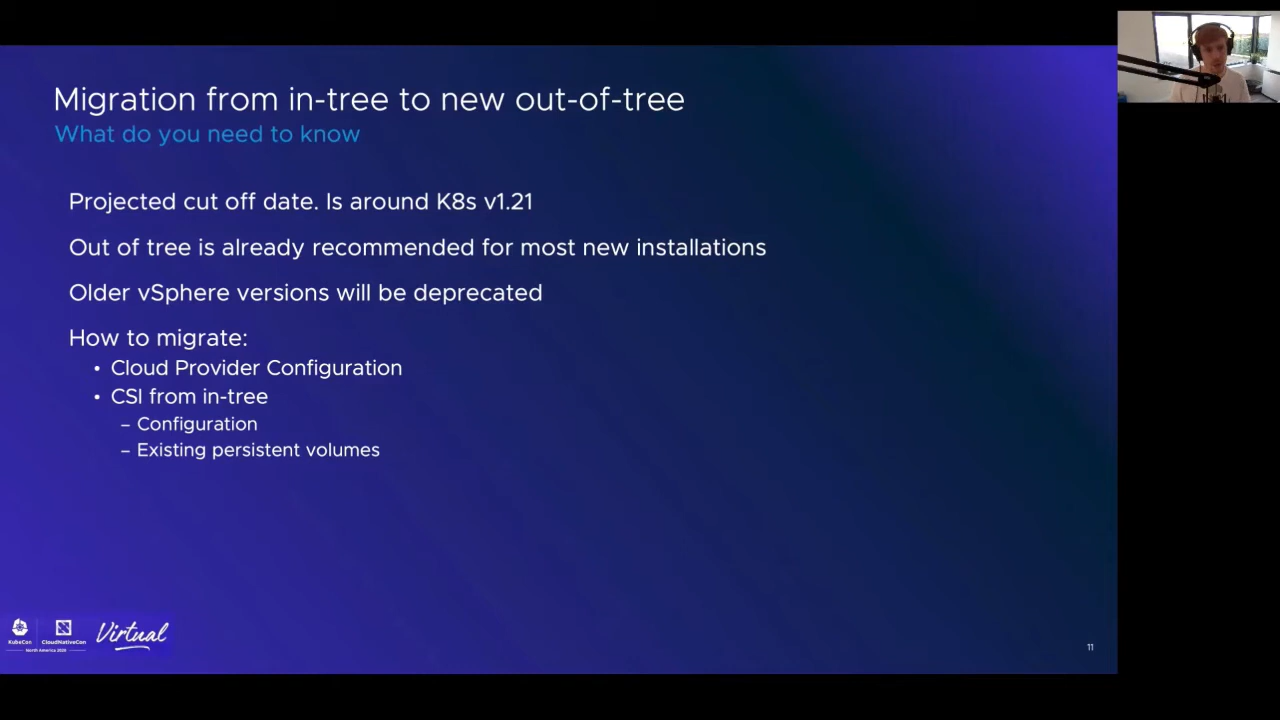 Migration from in-tree to new out-of-tree
What do you need to know
Projected cut off date. Is around K8s v1.21
Out of tree is already recommended for most new installations
Older vSphere versions will be deprecated
How to migrate:
• Cloud Provider Configuration
• CSI from in-tree
– Configuration
– Existing persistent volumes
KubeCon CloudNativeCon
North America 2020
Virtual
11